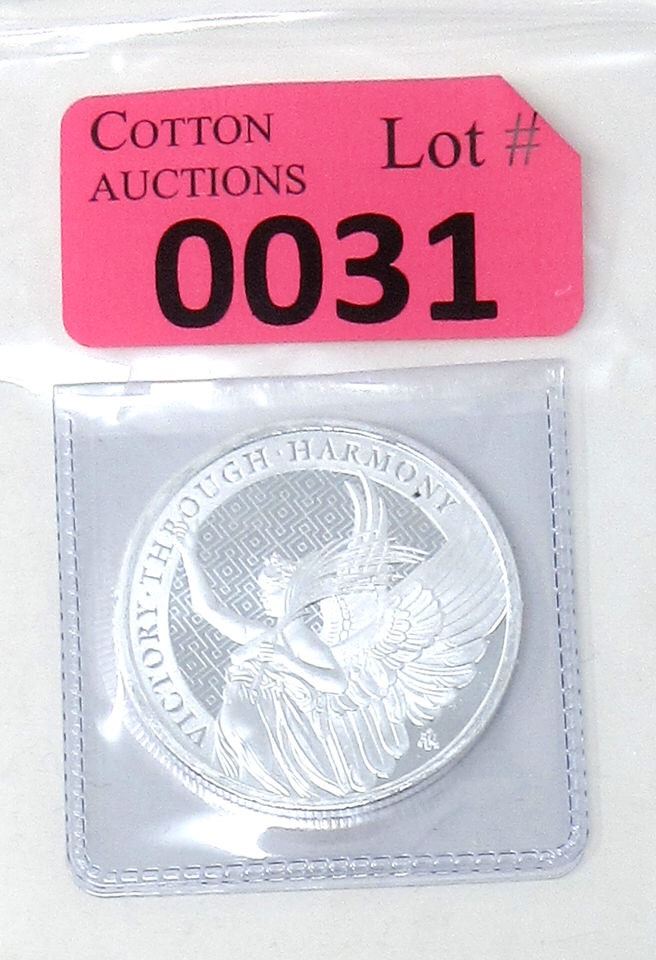 COTTON
AUCTIONS
Lot #
0031
VICTORY · THROUGH · HARMONY